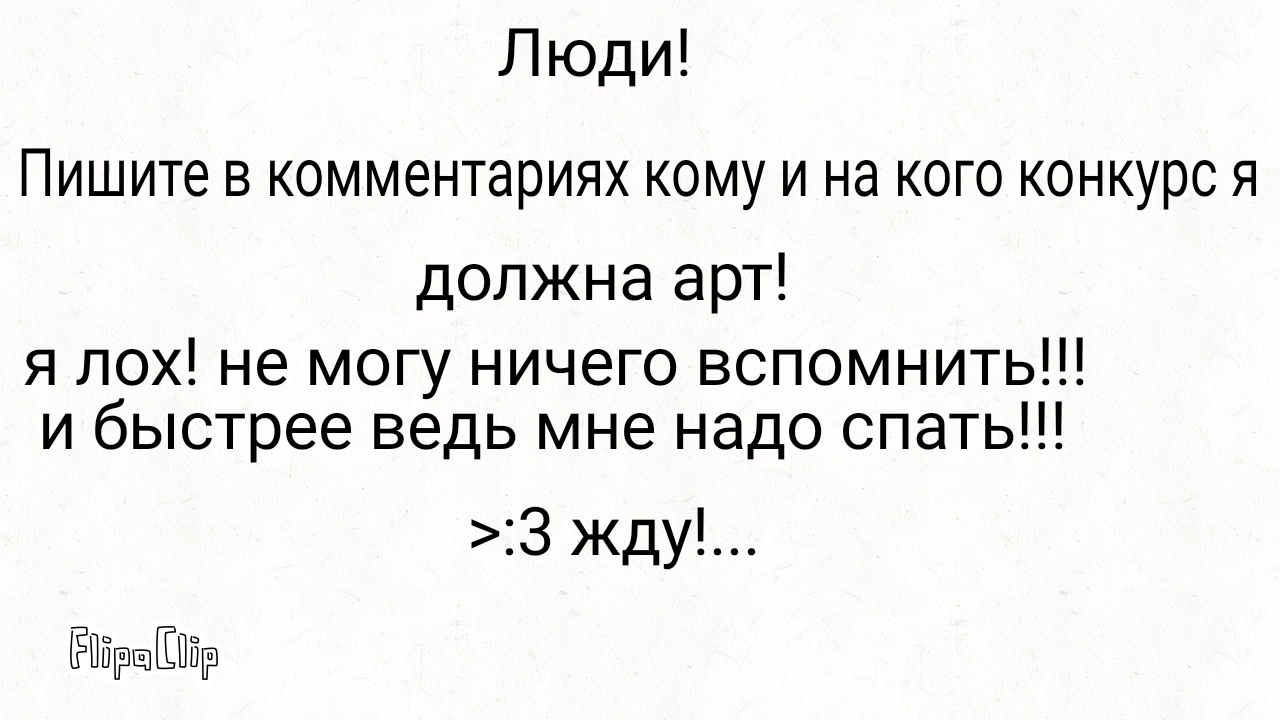 Люди!
Пишите в комментариях кому и на кого конкурс я
должна арт!
я лох! не могу ничего вспомнить!!!
и быстрее ведь мне надо спать!!!
>:3 жду!...
FlipaClip